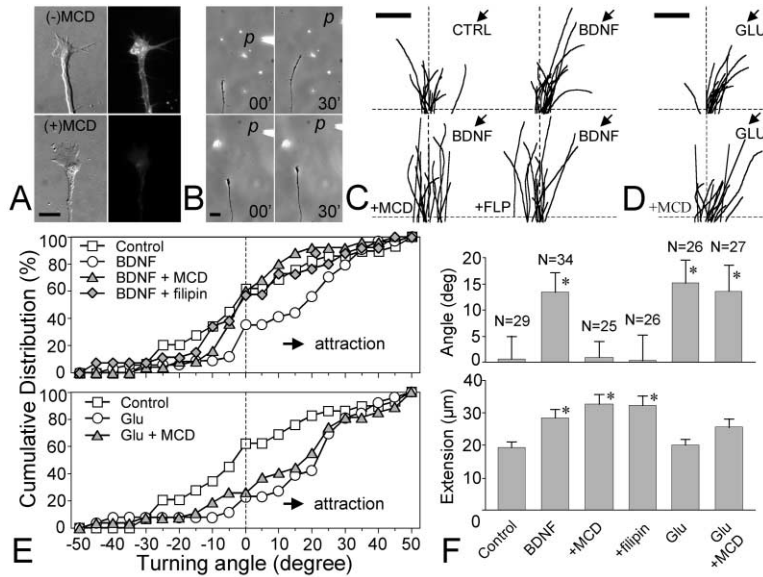 (-)MCD
(+)MCD
A
p
00'
p
30'
p
00'
p
30'
B
CTRL
BDNF
BDNF
+MCD
BDNF
+FLP
C
GLU
GLU
+MCD
D
Cumulative Distribution (%)
100
80
60
40
20
0
Control
BDNF
BDNF + MCD
BDNF + filipin
attraction
100
80
60
40
20
0
Control
Glu
Glu + MCD
attraction
-50 -40 -30 -20 -10 0 10 20 30 40 50
Turning angle (degree)
E
Angle (deg)
20
10
0
N=29
N=34
*
N=25
N=26
N=26
*
N=27
*
Extension (μm)
40
30
20
0
*
*
*
Control
BDNF
+MCD
+filipin
Glu
Glu
+MCD
F